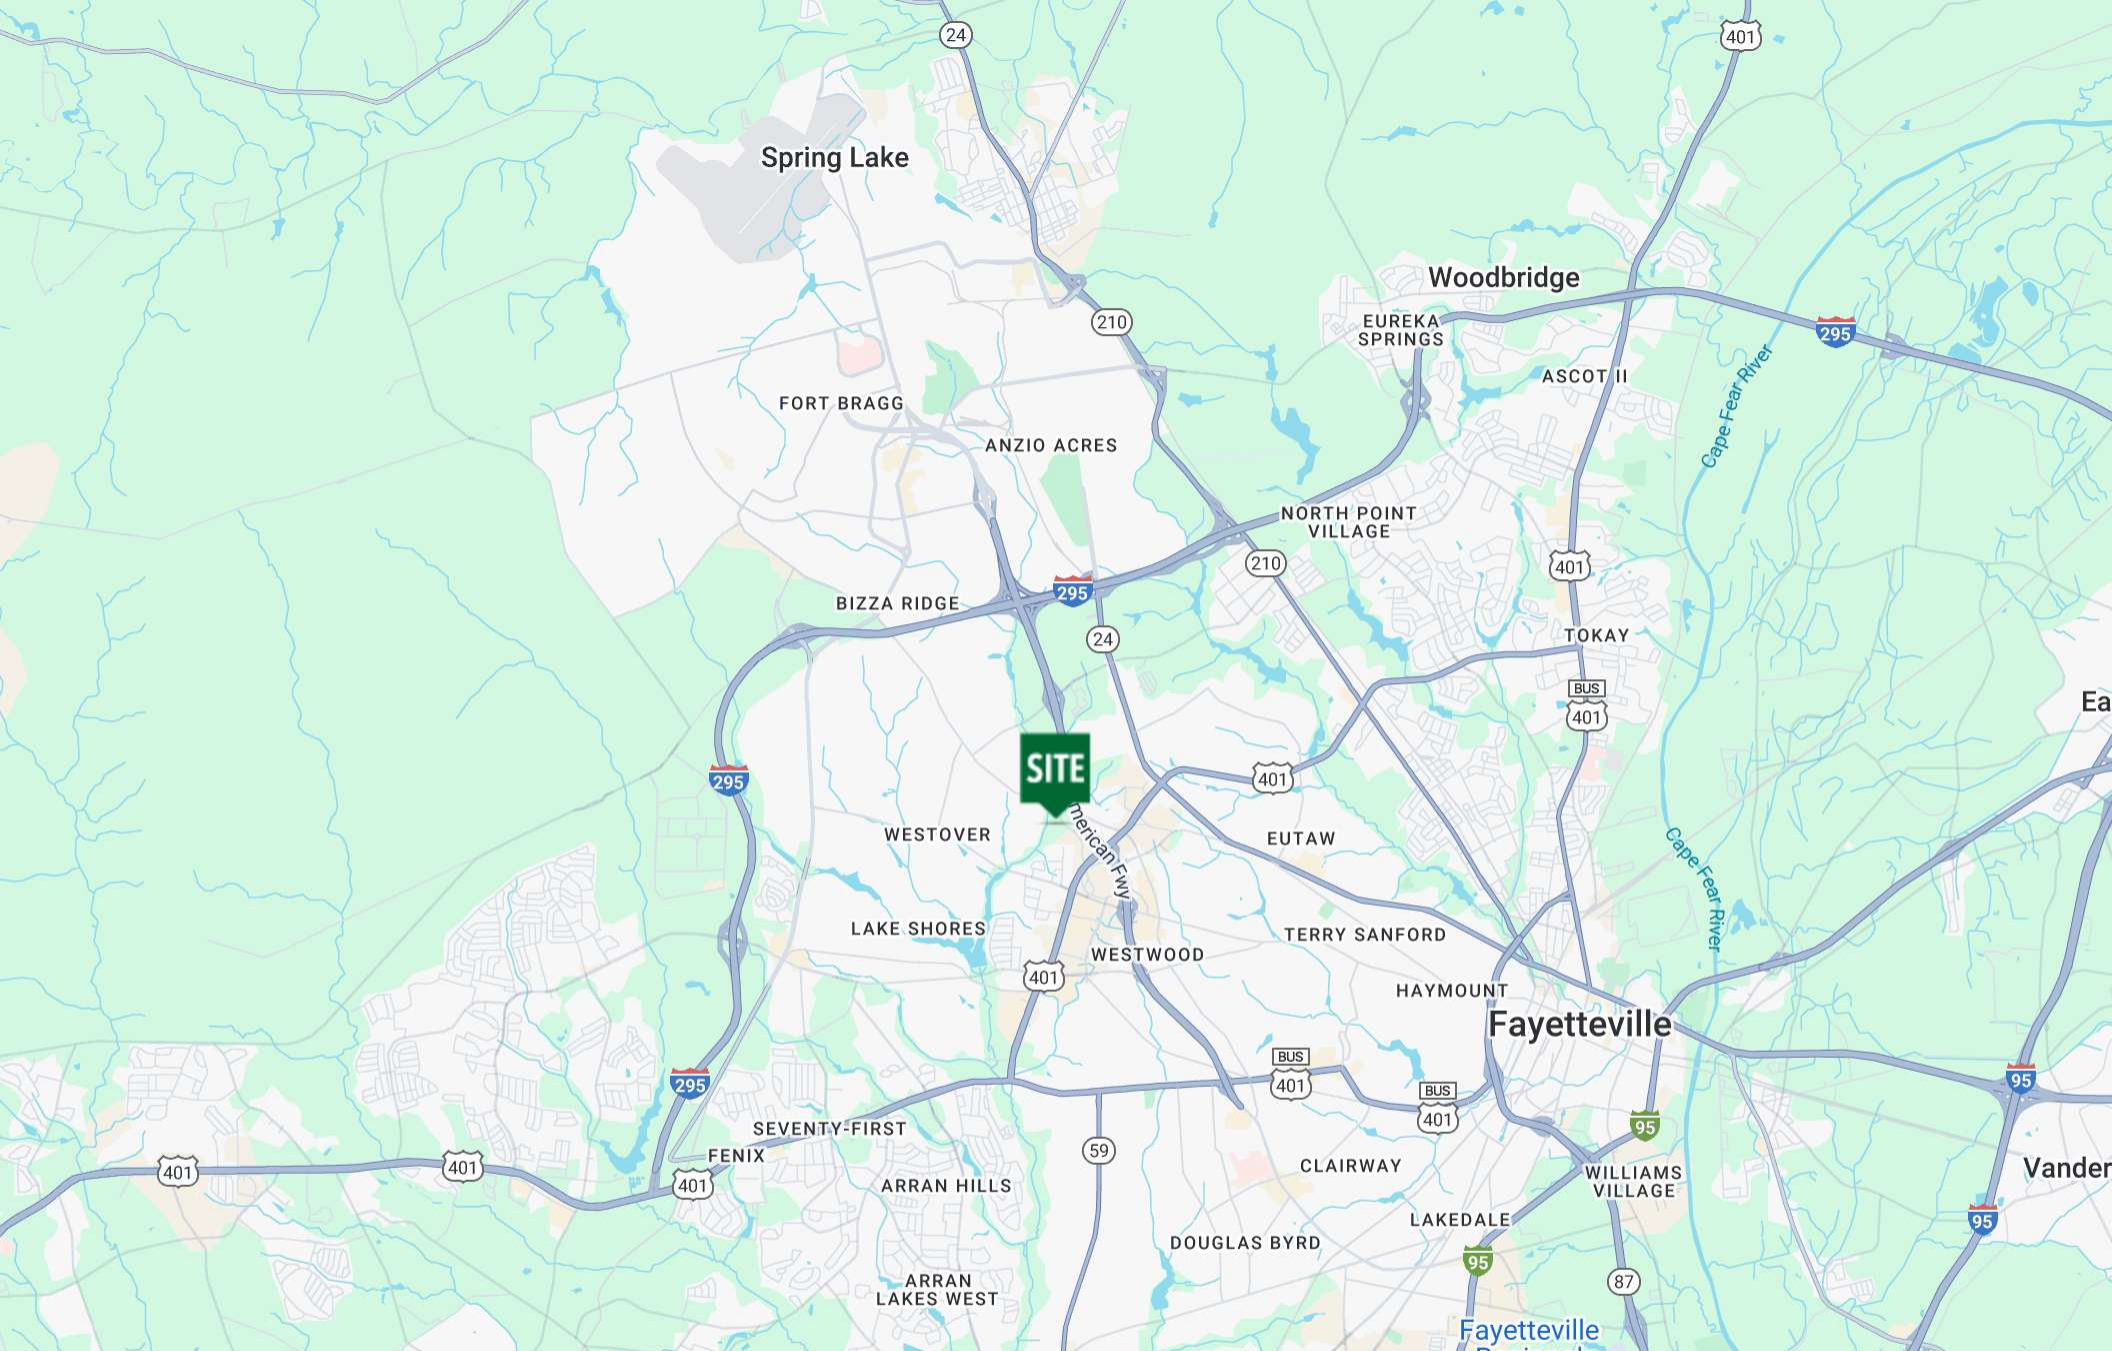 24
401
Spring Lake
Woodbridge
210
EUREKA
SPRINGS
295
ASCOT II
Cape Fear River
FORT BRAGG
ANZIO ACRES
NORTH POINT
VILLAGE
210
401
295
BIZZA RIDGE
24
TOKAY
BUS
401
Ea
SITE
295
401
merican Fwy
WESTOVER
EUTAW
Cape Fear River
LAKE SHORES
TERRY SANFORD
WESTWOOD
401
HAYMOUNT
Fayetteville
BUS
401
BUS
401
295
95
SEVENTY-FIRST
95
59
FENIX
401
401
401
CLAIRWAY
WILLIAMS
VILLAGE
Vander
ARRAN HILLS
LAKEDALE
95
DOUGLAS BYRD
95
87
ARRAN
LAKES WEST
Fayetteville